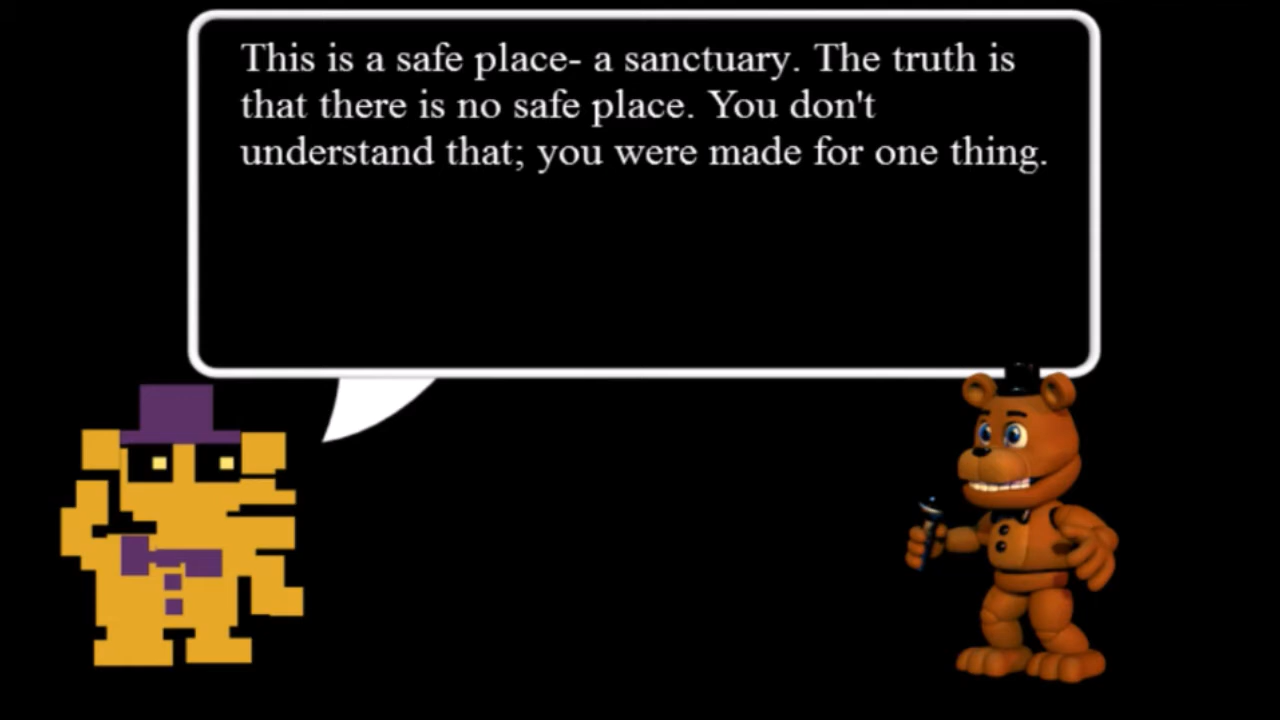 This is a safe place- a sanctuary. The truth is
that there is no safe place. You don't
understand that; you were made for one thing.